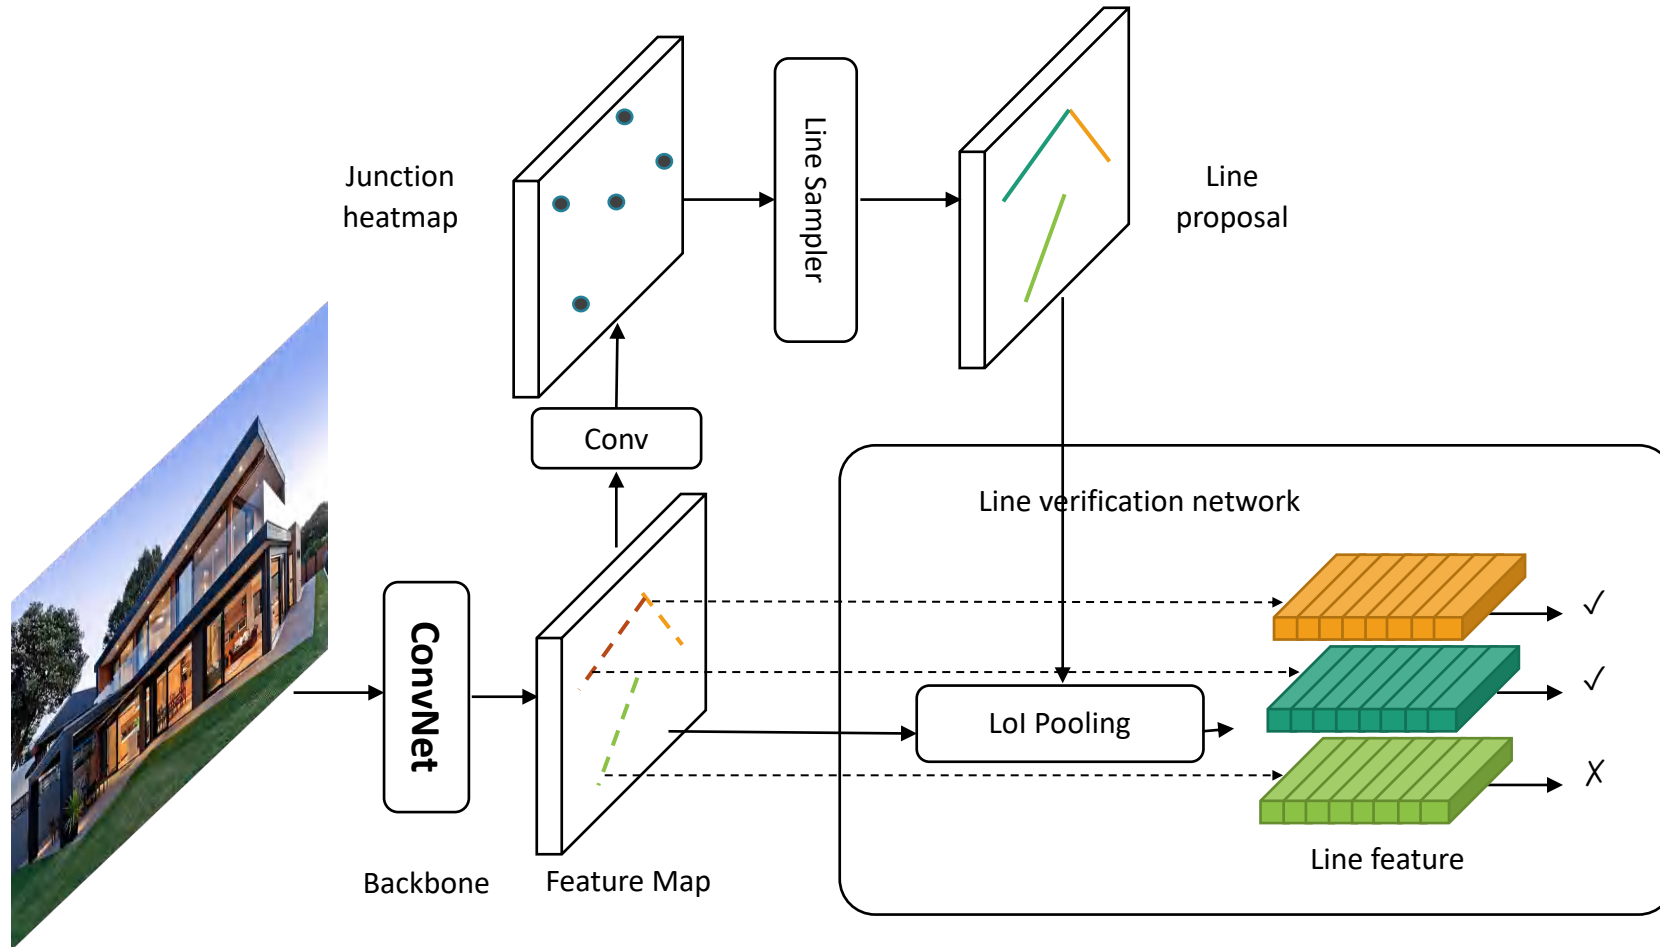 Junction
heatmap
Line Sampler
Line
proposal
Conv
Line verification network
ConvNet
LoI Pooling
✓
✓
✗
Line feature
Backbone
Feature Map